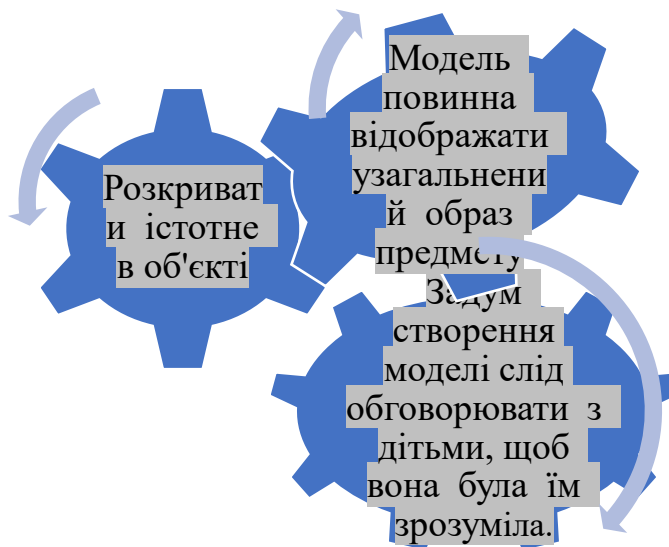 Модель
повинна
відображати
узагальнени
й образ
предмету
Розкриват
и істотне
в об'єкті
Задум
створення
моделі слід
обговорювати з
дітьми, щоб
вона була їм
зрозуміла.